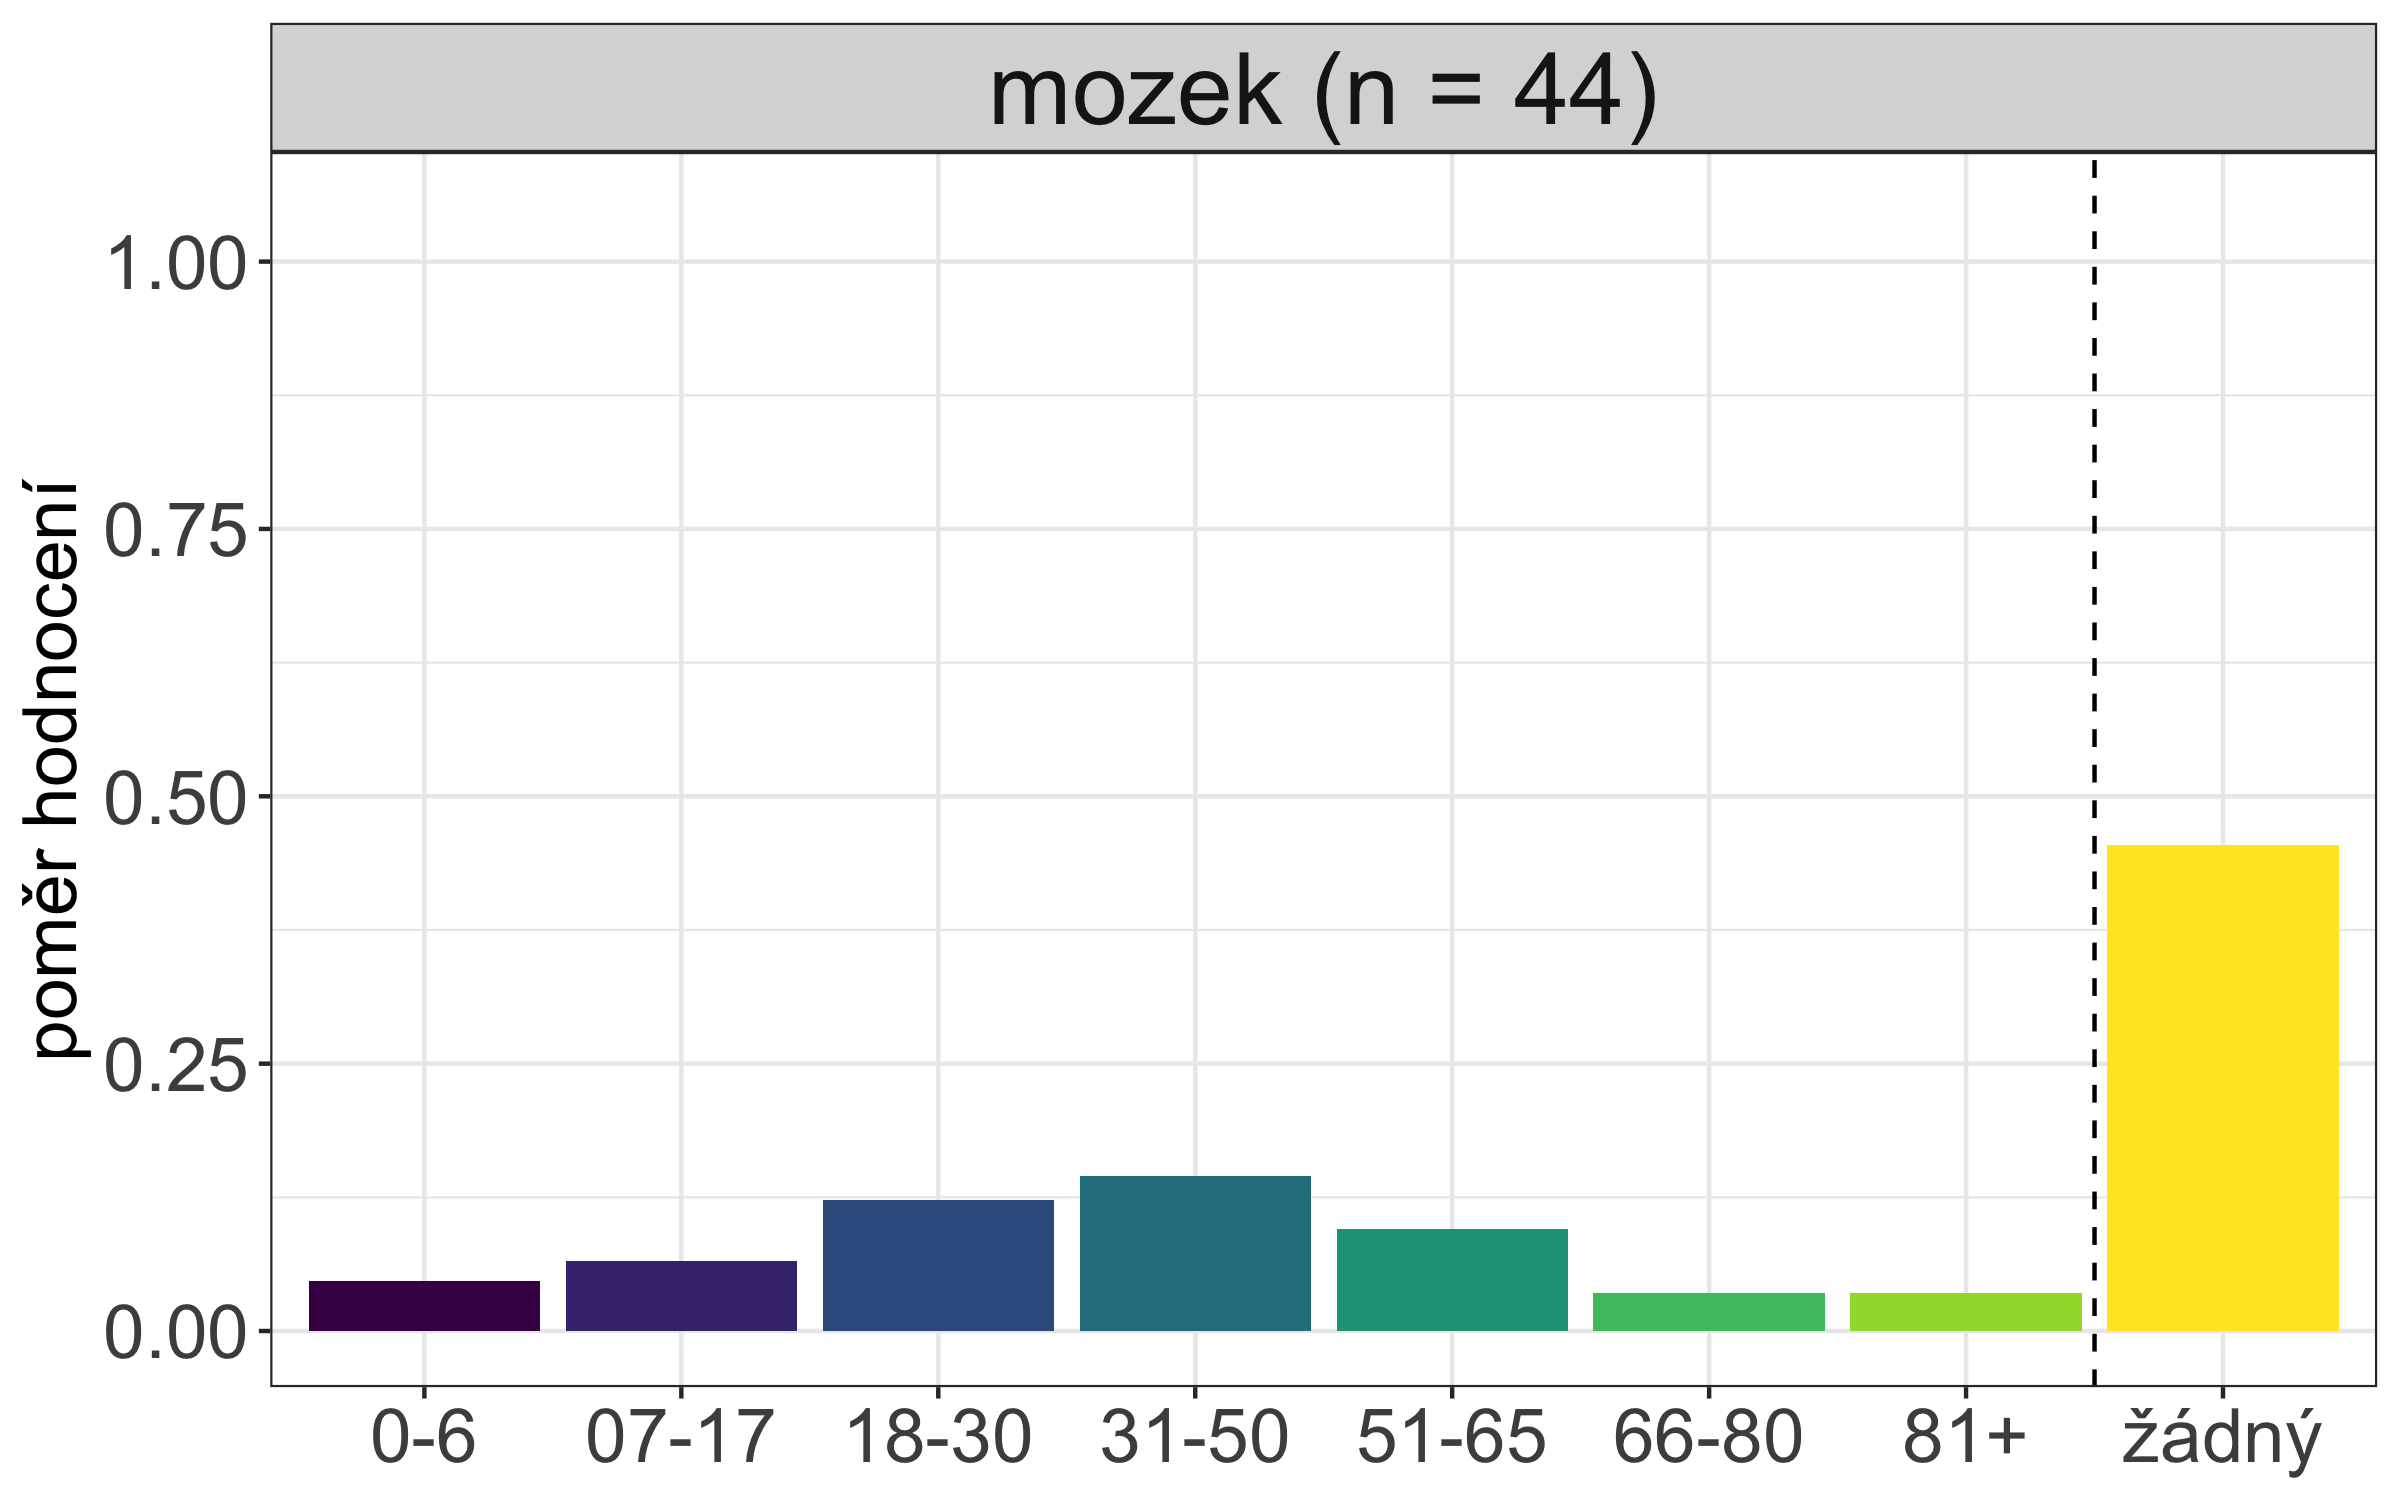 mozek (n = 44)
poměr hodnocení
1.00
0.75
0.50
0.25
0.00
0-6 07-17 18-30 31-50 51-65 66-80 81+ žádný